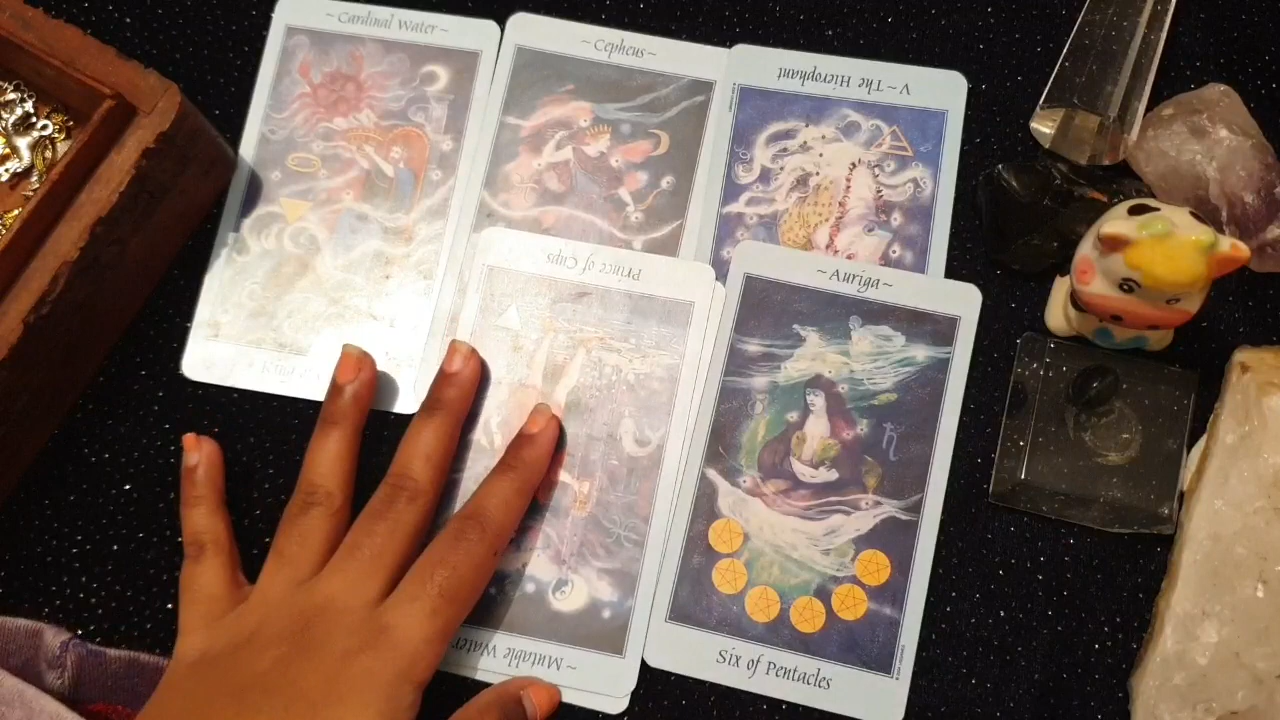 ~Cardinal Water~
~Cepheus~
V~The Hierophant
Prince of Cups
~Auriga~
~Mutable Water
Six of Pentacles